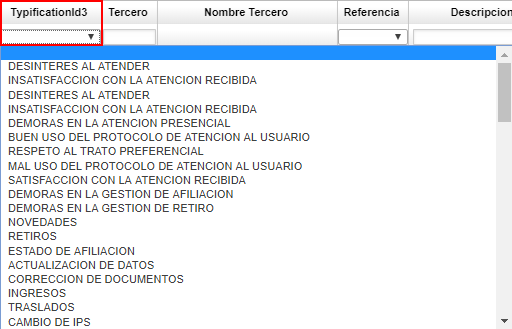 TypificationId3 Tercero Nombre Tercero Referencia Descripcion
DESINTERES AL ATENDER
INSATISFACCION CON LA ATENCION RECIBIDA
DESINTERES AL ATENDER
INSATISFACCION CON LA ATENCION RECIBIDA
DEMORAS EN LA ATENCION PRESENCIAL
BUEN USO DEL PROTOCOLO DE ATENCION AL USUARIO
RESPETO AL TRATO PREFERENCIAL
MAL USO DEL PROTOCOLO DE ATENCION AL USUARIO
SATISFACCION CON LA ATENCION RECIBIDA
DEMORAS EN LA GESTION DE AFILIACION
DEMORAS EN LA GESTION DE RETIRO
NOVEDADES
RETIROS
ESTADO DE AFILIACION
ACTUALIZACION DE DATOS
CORRECCION DE DOCUMENTOS
INGRESOS
TRASLADOS
CAMBIO DE IPS